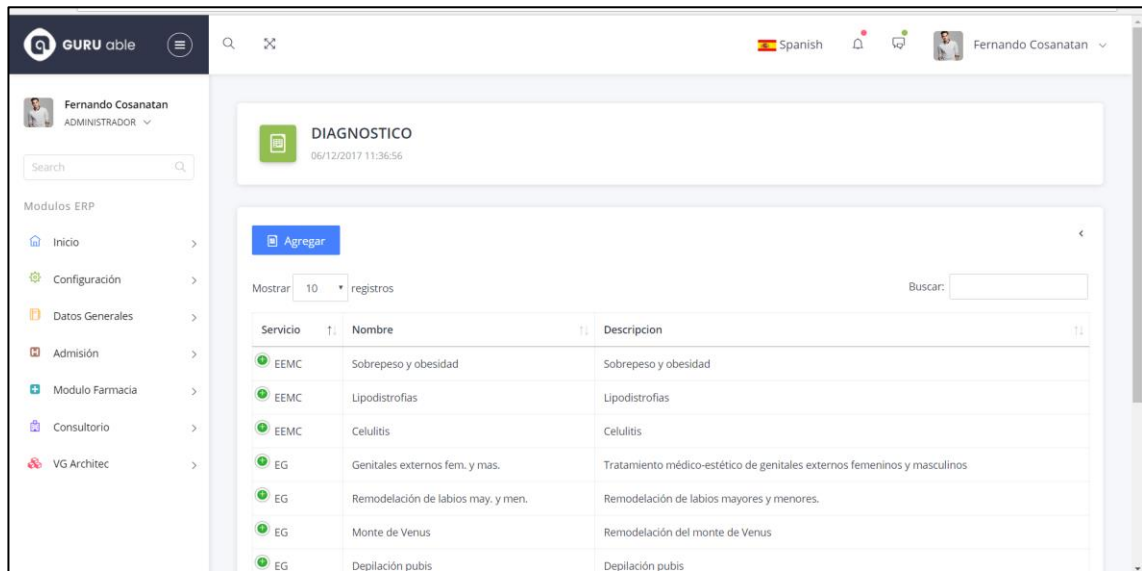 GURU able
Spanish
Fernando Cosanatan
Fernando Cosanatan
ADMINISTRADOR
Search
Modulos ERP
Inicio
Configuración
Datos Generales
Admisión
Modulo Farmacia
Consultorio
VG Architec
DIAGNOSTICO
06/12/2017 11:36:56
Agregar
Mostrar 10 registros
Buscar:
Servicio Nombre Descripcion
EEMC Sobrepeso y obesidad Sobrepeso y obesidad
EEMC Lipodistrofias Lipodistrofias
EEMC Celulitis Celulitis
EG Genitales externos fem. y mas. Tratamiento médico-estético de genitales externos femeninos y masculinos
EG Remodelación de labios may. y men. Remodelación de labios mayores y menores.
EG Monte de Venus Remodelación del monte de Venus
EG Depilación pubis Depilación pubis